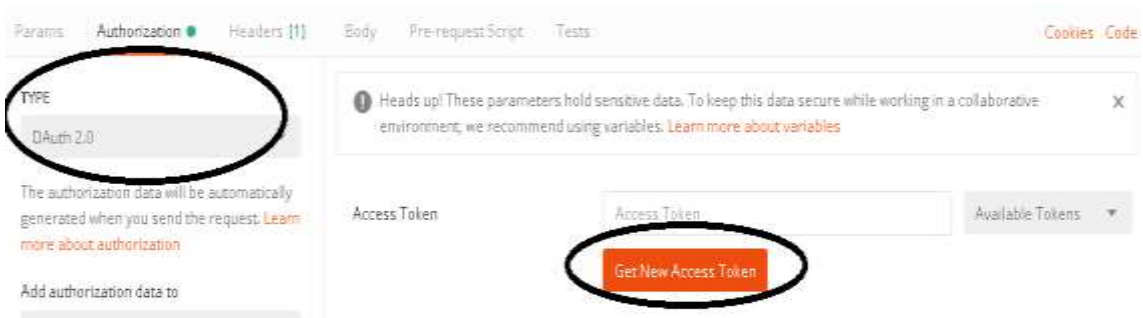 Params Authorization Headers (1) Body Pre-request Script Tests Cookies Code
TYPE
OAuth 2.0
The authorization data will be automatically
generated when you send the request. Learn
more about authorization
Add authorization data to
Heads up! These parameters hold sensitive data. To keep this data secure while working in a collaborative
environment, we recommend using variables. Learn more about variables
X
Access Token
Access Token
Available Tokens
Get New Access Token